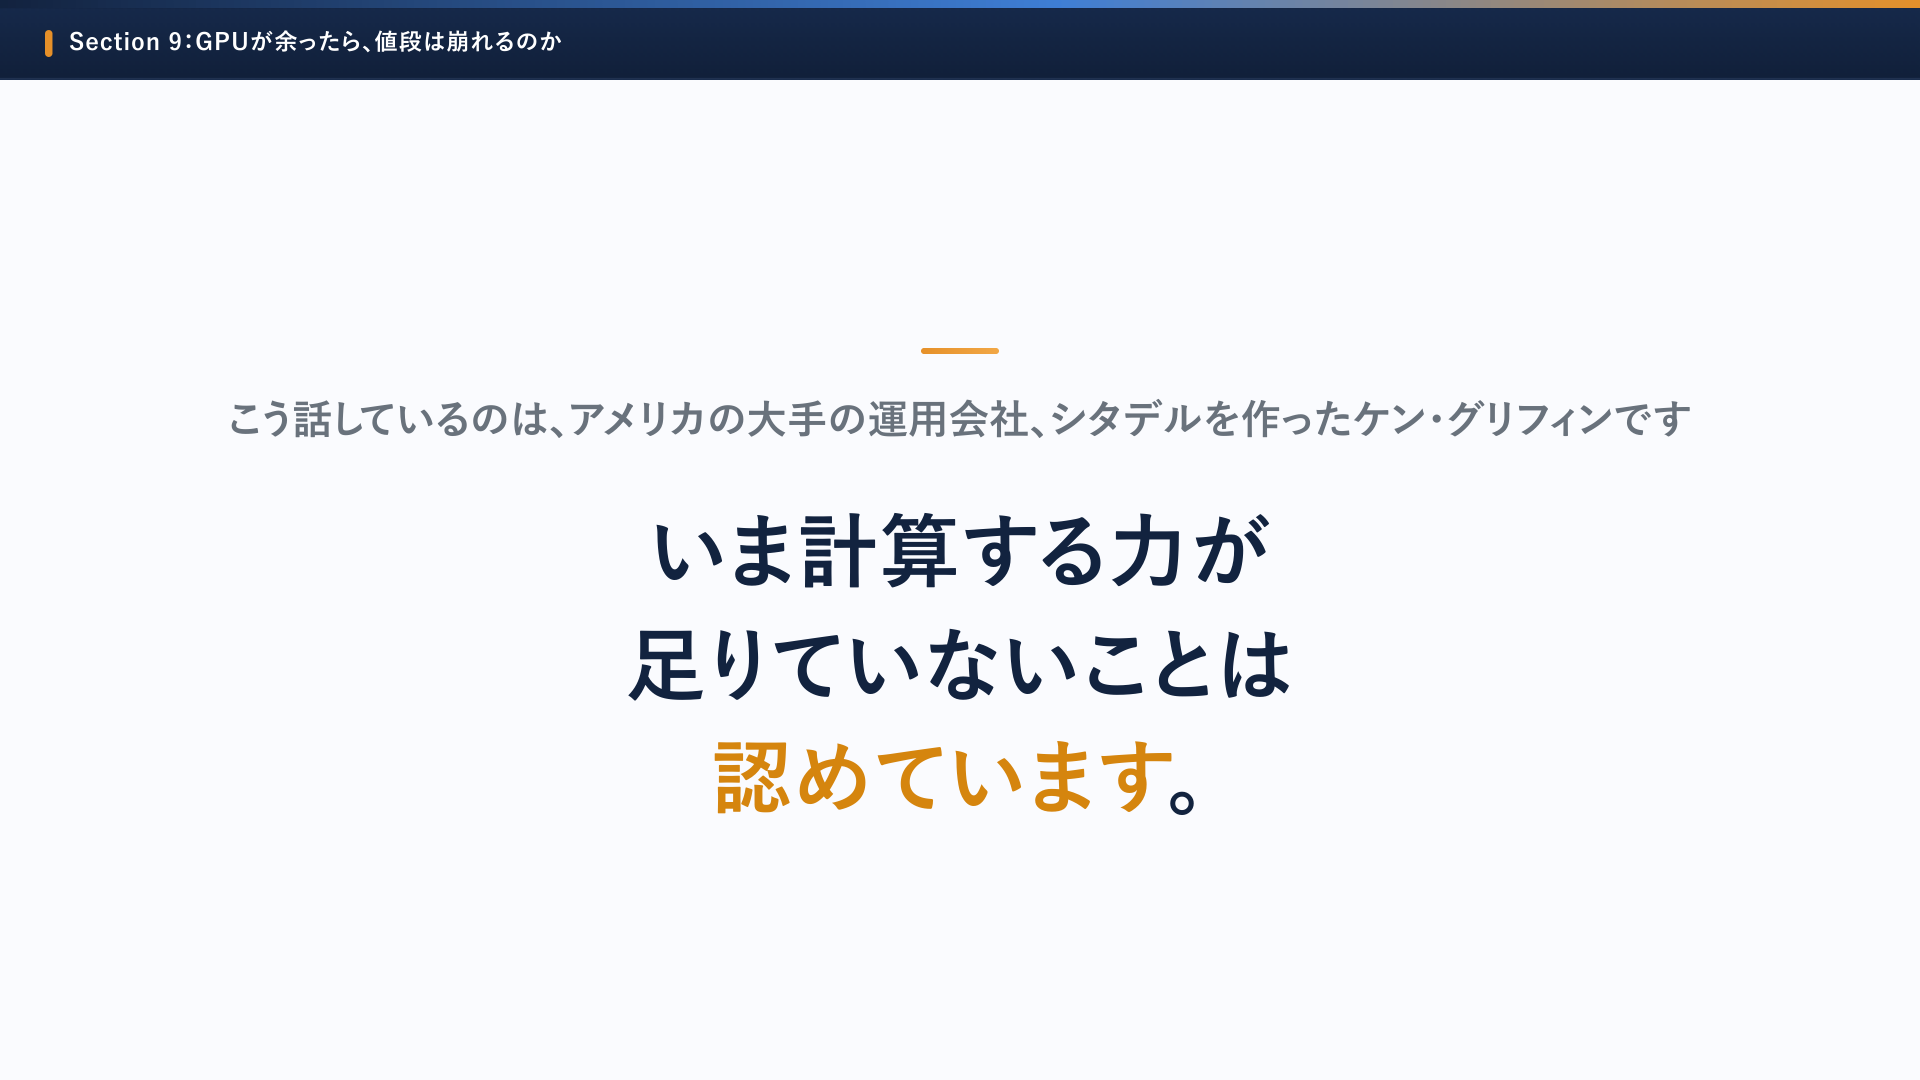 Section 9：GPUが余ったら、値段は崩れるのか
こう話しているのは、アメリカの大手の運用会社、シタデルを作ったケン・グリフィンです
いま計算する力が
足りていないことは
認めています。